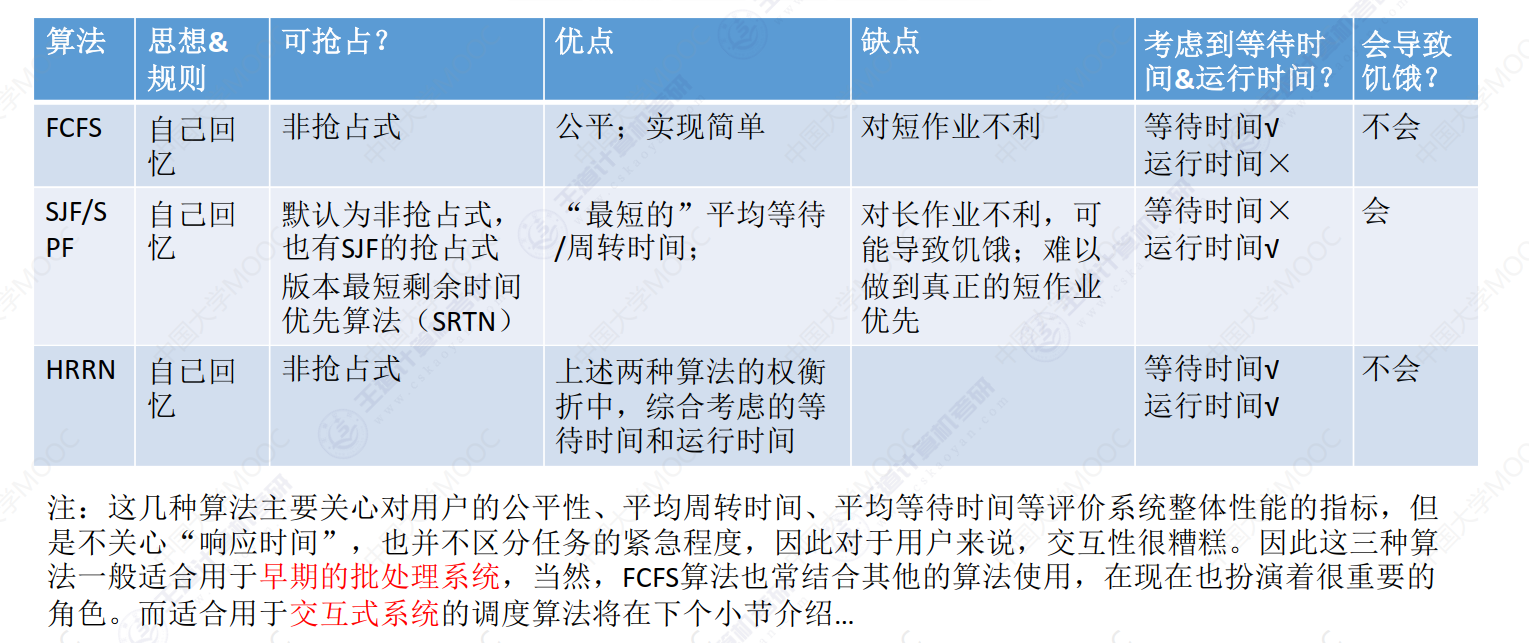 算法
思想&
规则
可抢占？
优点
缺点
考虑到等待时
间&运行时间？
会导致
饥饿？
FCFS
自己回
忆
非抢占式
公平；实现简单
对短作业不利
等待时间√
运行时间×
不会
SJF/S
PF
自己回
忆
默认为非抢占式，
也有SJF的抢占式
版本最短剩余时间
优先算法（SRTN）
“最短的”平均等待
/周转时间；
对长作业不利，可
能导致饥饿；难以
做到真正的短作业
优先
等待时间×
运行时间√
会
HRRN
自己回
忆
非抢占式
上述两种算法的权衡
折中，综合考虑的等
待时间和运行时间
等待时间√
运行时间√
不会
注：这几种算法主要关心对用户的公平性、平均周转时间、平均等待时间等评价系统整体性能的指标，但
是不关心“响应时间”，也并不区分任务的紧急程度，因此对于用户来说，交互性很糟糕。因此这三种算
法一般适合用于早期的批处理系统，当然，FCFS算法也常结合其他的算法使用，在现在也扮演着很重要的
角色。而适合用于交互式系统的调度算法将在下个小节介绍…